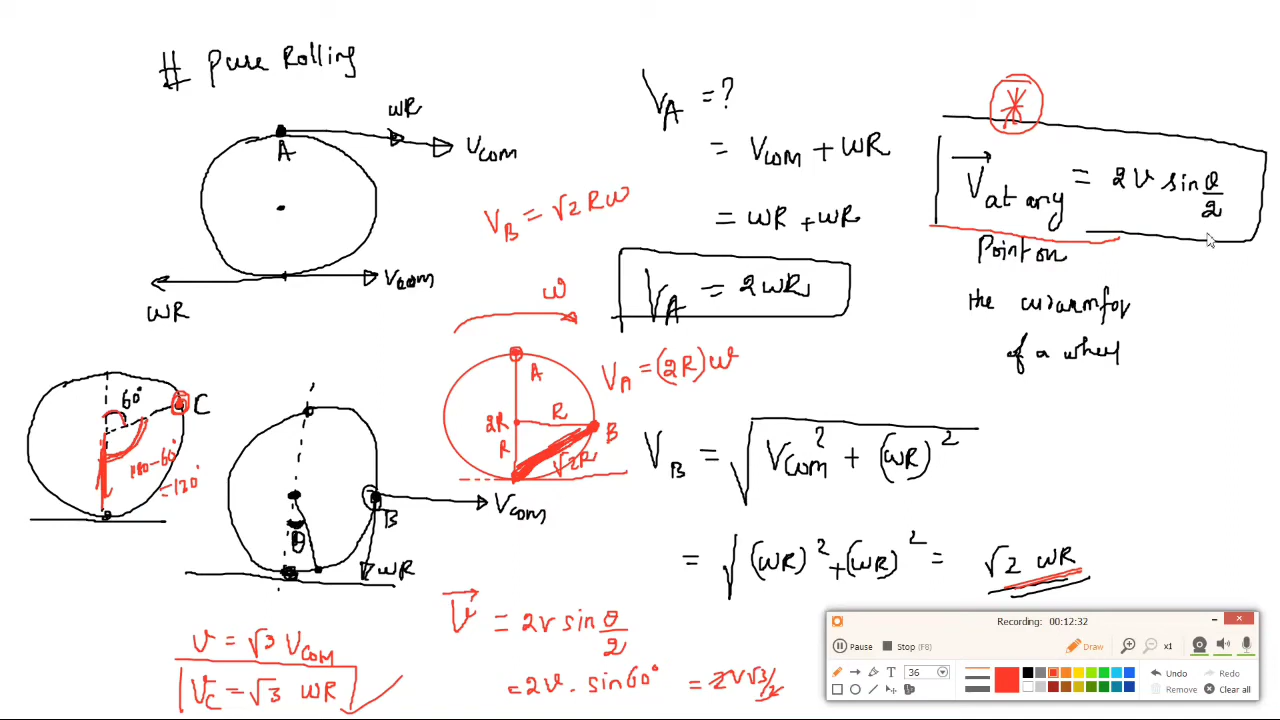 # Pure Rolling
ωR
VCOM
A
VCOM
ωR
VA = ?
= VCOM + ωR
= ωR + ωR
VA = 2ωR
V at any = 2v sin θ/2
Point on
the
of a wheel
VB = √2 Rω
ω
A
VA = (2R)ω
2R
R
R
B
√2R
60°
C
180-60°
=120°
θ
B
VCOM
ωR
VB = √VCOM² + (ωR)²
= √(ωR)² + (ωR)² = √2 ωR
V = 2v sin θ/2
= 2v . sin60° = 2v√3/2
v = √3 VCOM
VC = √3 ωR
Recording: 00:12:32
Pause
Stop (F8)
Draw
x1
T
36
Undo
Redo
Remove
Clear all